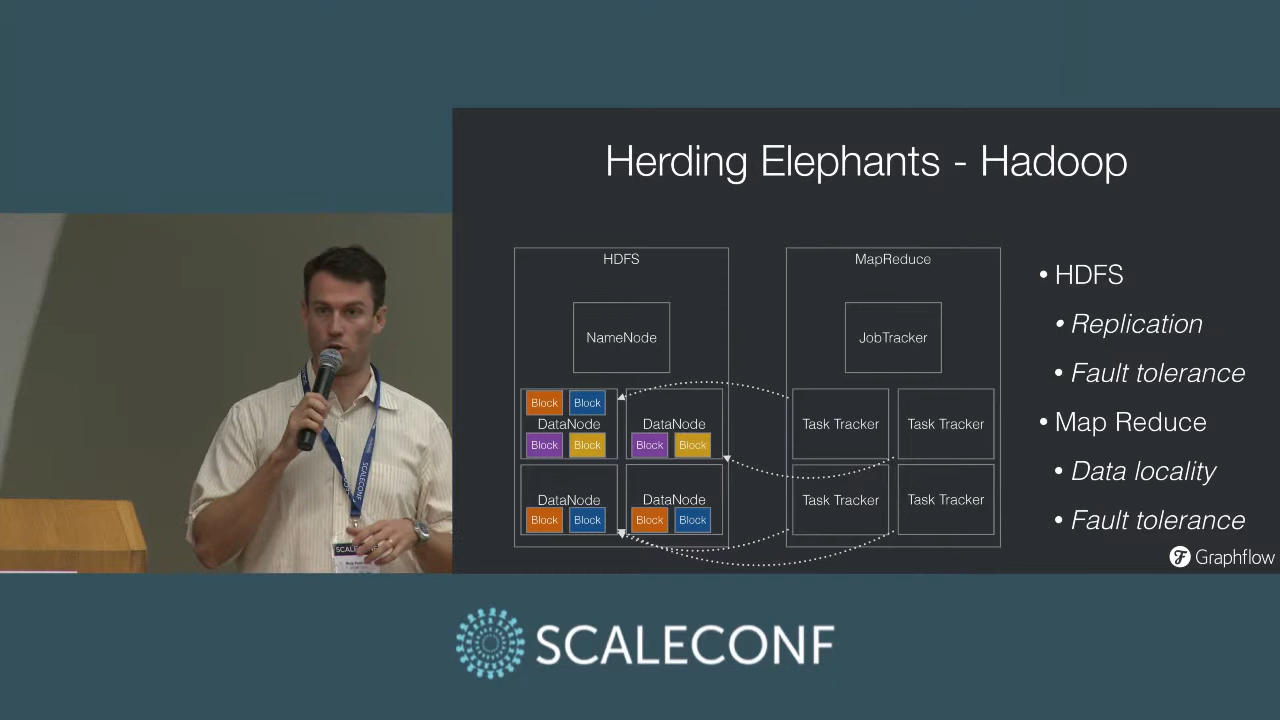 Herding Elephants - Hadoop
HDFS
NameNode
Block Block
DataNode
Block Block
DataNode
Block Block
DataNode
Block Block
DataNode
Block Block
MapReduce
JobTracker
Task Tracker
Task Tracker
Task Tracker
Task Tracker
• HDFS
• Replication
• Fault tolerance
• Map Reduce
• Data locality
• Fault tolerance
Graphflow
SCALECONF
SCALECONF
SCALECONF